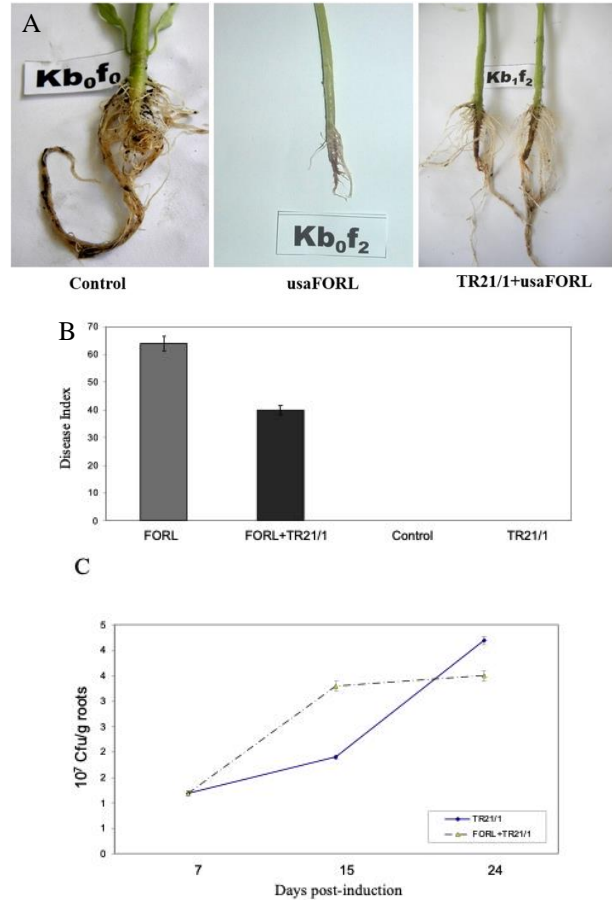 A
Kb₀f₀
Kb₀f₂
Kb₁f₂
Control
usaFORL
TR21/1+usaFORL
B
Disease Index
70
60
50
40
30
20
10
0
FORL
FORL+TR21/1
Control
TR21/1
C
10⁷ Cfu/g roots
5
4
4
3
3
2
2
1
1
0
7
15
24
TR21/1
FORL+TR21/1
Days post-induction